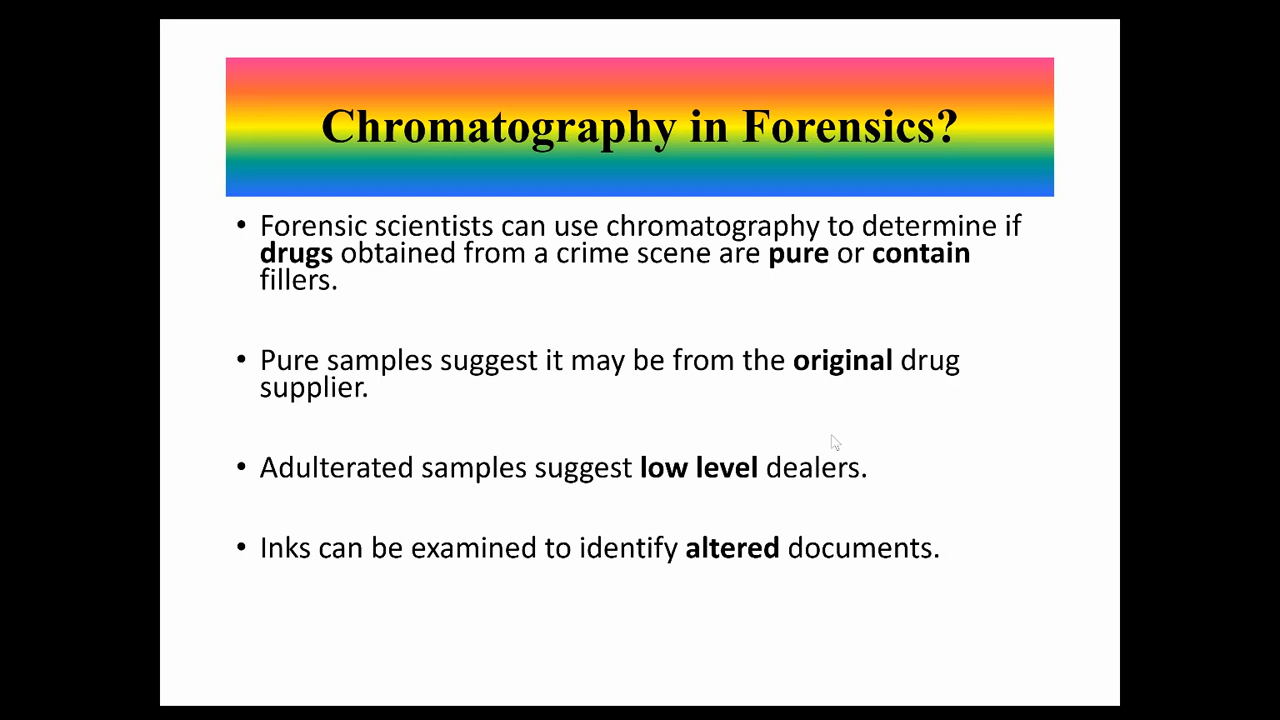 Chromatography in Forensics?
• Forensic scientists can use chromatography to determine if
drugs obtained from a crime scene are pure or contain
fillers.
• Pure samples suggest it may be from the original drug
supplier.
• Adulterated samples suggest low level dealers.
• Inks can be examined to identify altered documents.